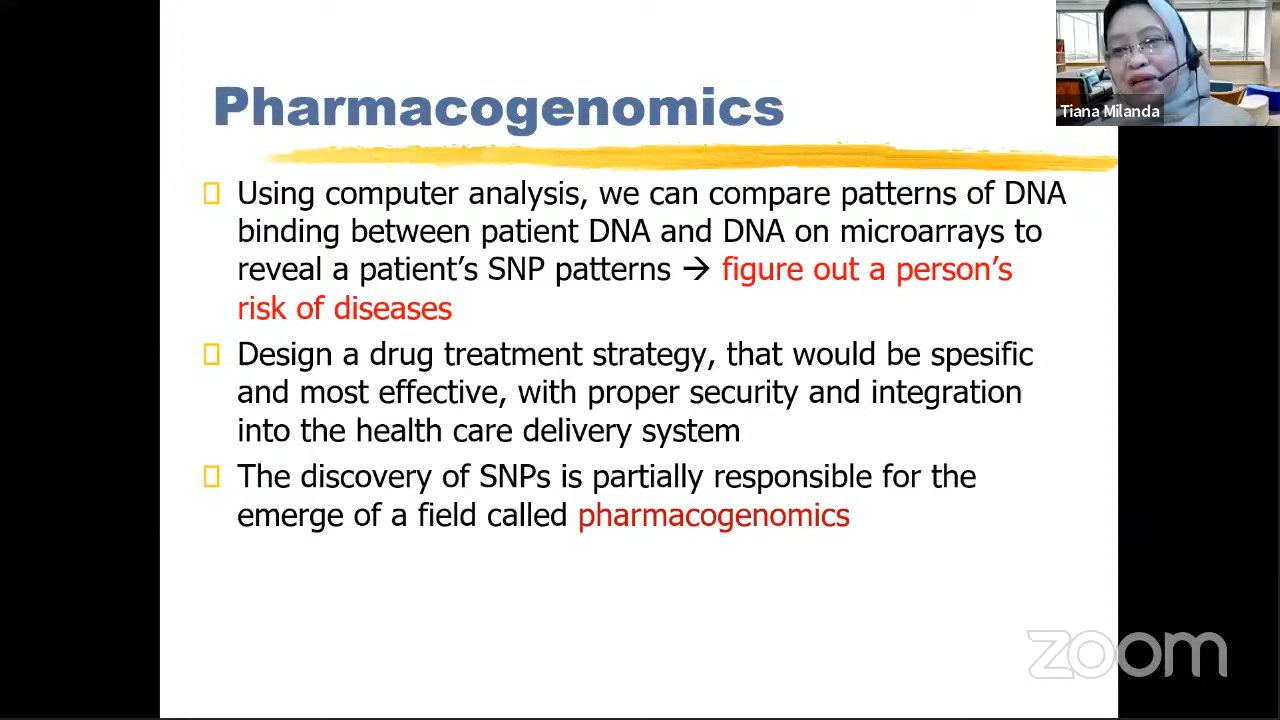 Pharmacogenomics
Tiana Milanda
Using computer analysis, we can compare patterns of DNA
binding between patient DNA and DNA on microarrays to
reveal a patient’s SNP patterns → figure out a person’s
risk of diseases
Design a drug treatment strategy, that would be spesific
and most effective, with proper security and integration
into the health care delivery system
The discovery of SNPs is partially responsible for the
emerge of a field called pharmacogenomics
zoom